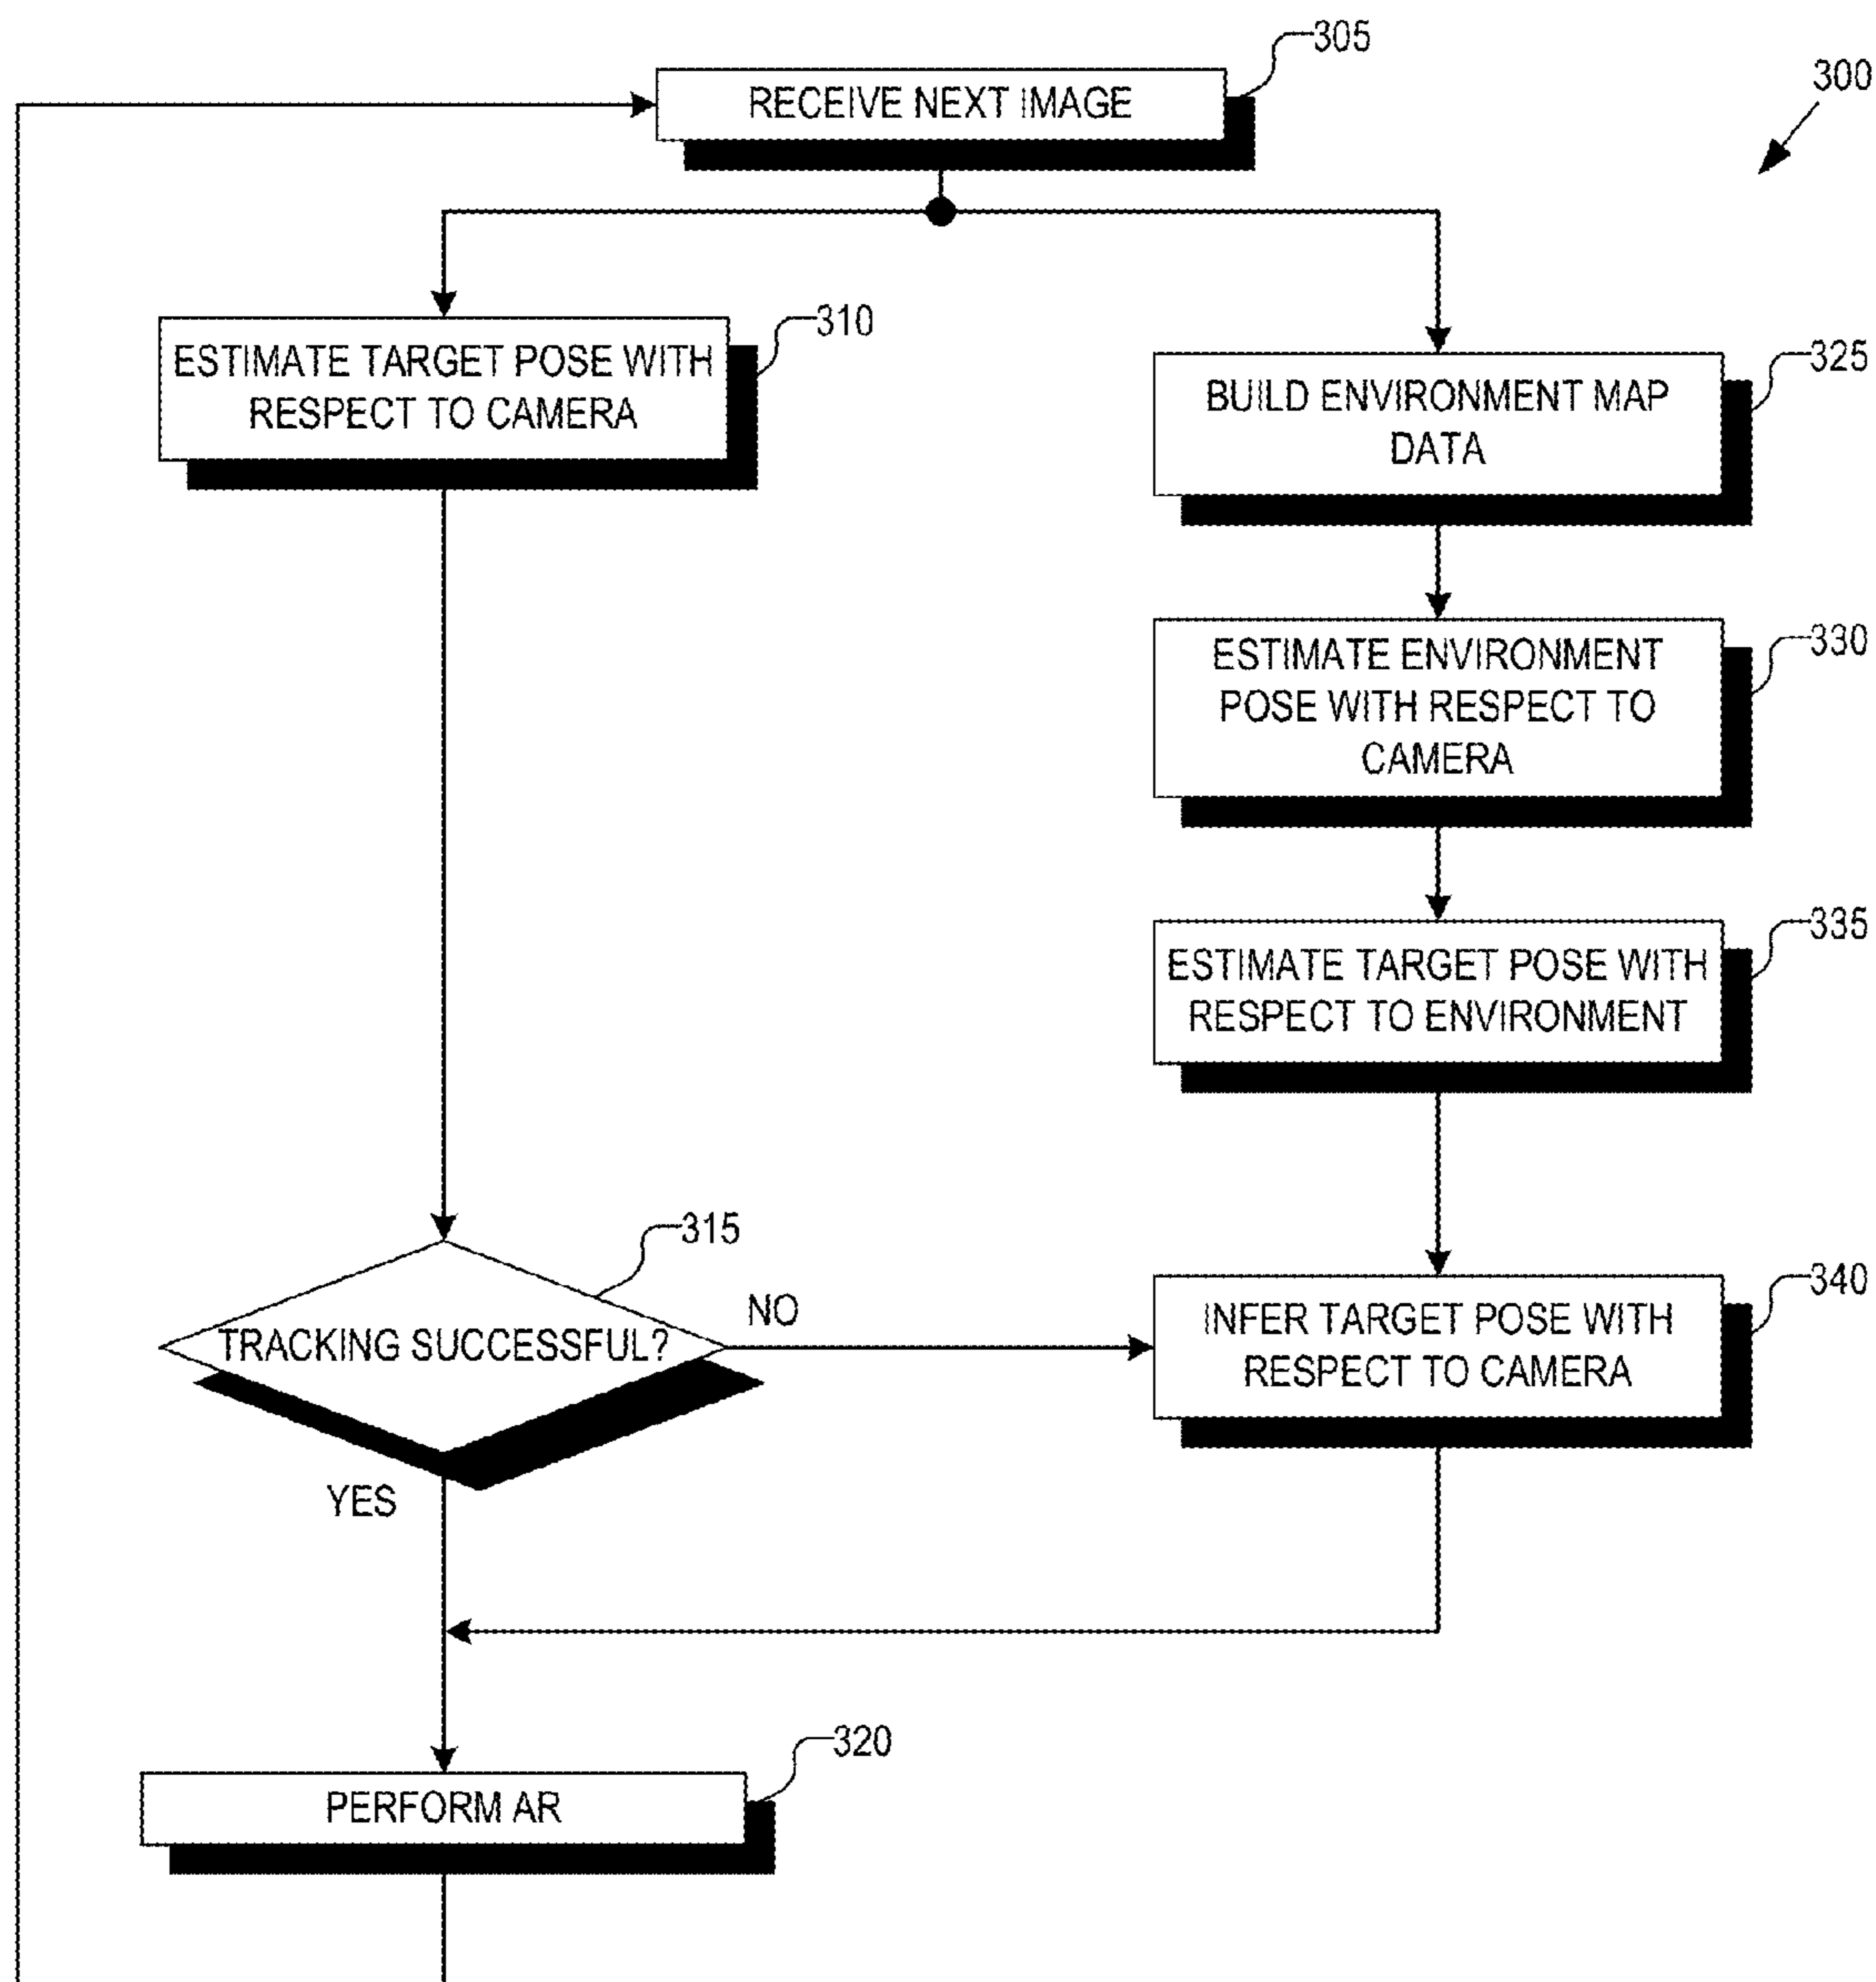 305
RECEIVE NEXT IMAGE
300
310
ESTIMATE TARGET POSE WITH
RESPECT TO CAMERA
325
BUILD ENVIRONMENT MAP
DATA
330
ESTIMATE ENVIRONMENT
POSE WITH RESPECT TO
CAMERA
335
ESTIMATE TARGET POSE WITH
RESPECT TO ENVIRONMENT
315
TRACKING SUCCESSFUL?
NO
YES
340
INFER TARGET POSE WITH
RESPECT TO CAMERA
320
PERFORM AR